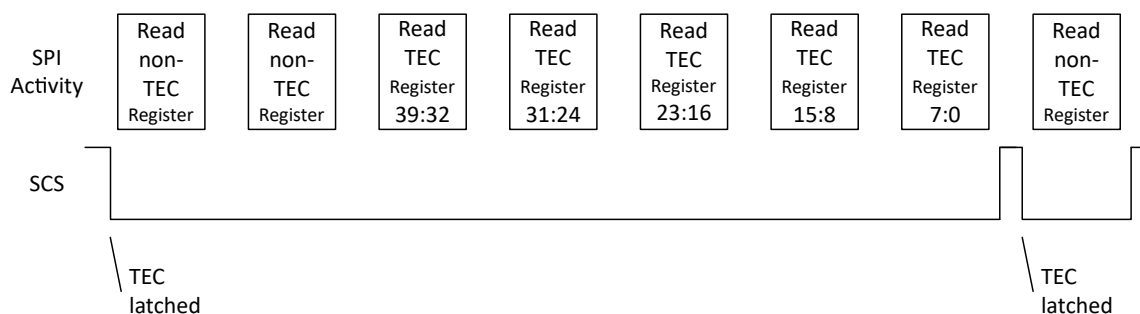 SPI
Activity
Read
non-
TEC
Register
Read
non-
TEC
Register
Read
TEC
Register
39:32
Read
TEC
Register
31:24
Read
TEC
Register
23:16
Read
TEC
Register
15:8
Read
TEC
Register
7:0
Read
non-
TEC
Register
SCS
TEC
latched
TEC
latched